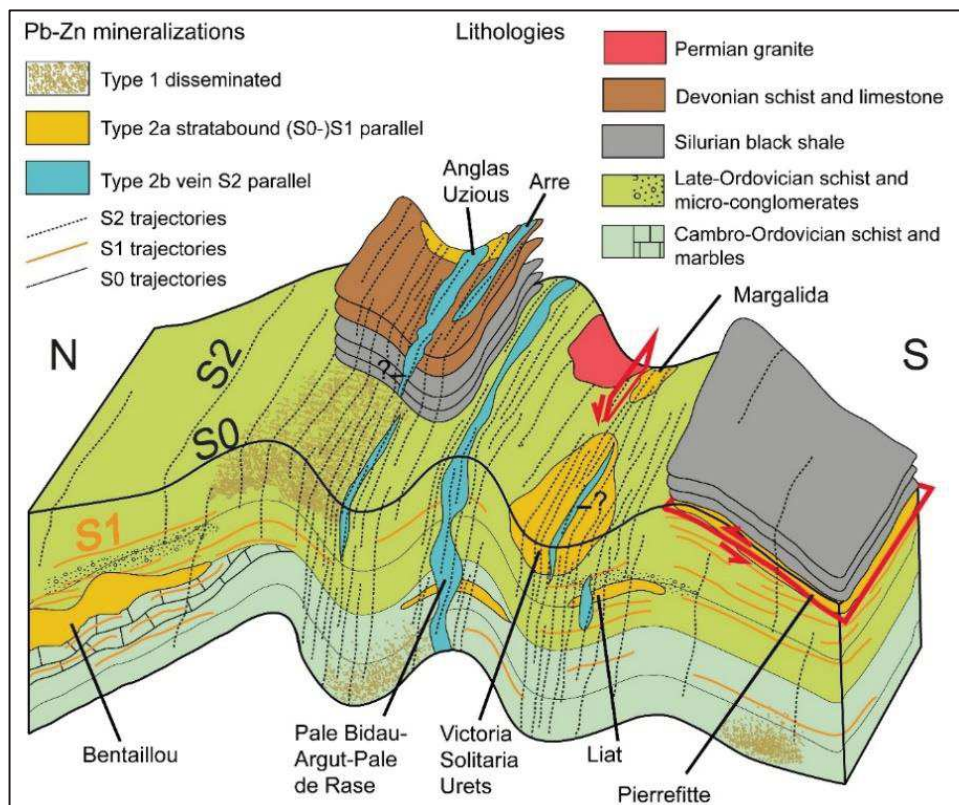 Pb-Zn mineralizations
Type 1 disseminated
Type 2a stratabound (S0-)S1 parallel
Type 2b vein S2 parallel
S2 trajectories
S1 trajectories
S0 trajectories
Lithologies
Permian granite
Devonian schist and limestone
Silurian black shale
Late-Ordovician schist and
micro-conglomerates
Cambro-Ordovician schist and
marbles
Anglas
Uzious
Arre
Margalida
N
S
S2
S0
S1
?
?
Bentaillou
Pale Bidau-
Argut-Pale
de Rase
Victoria
Solitaria
Urets
Liat
Pierrefitte